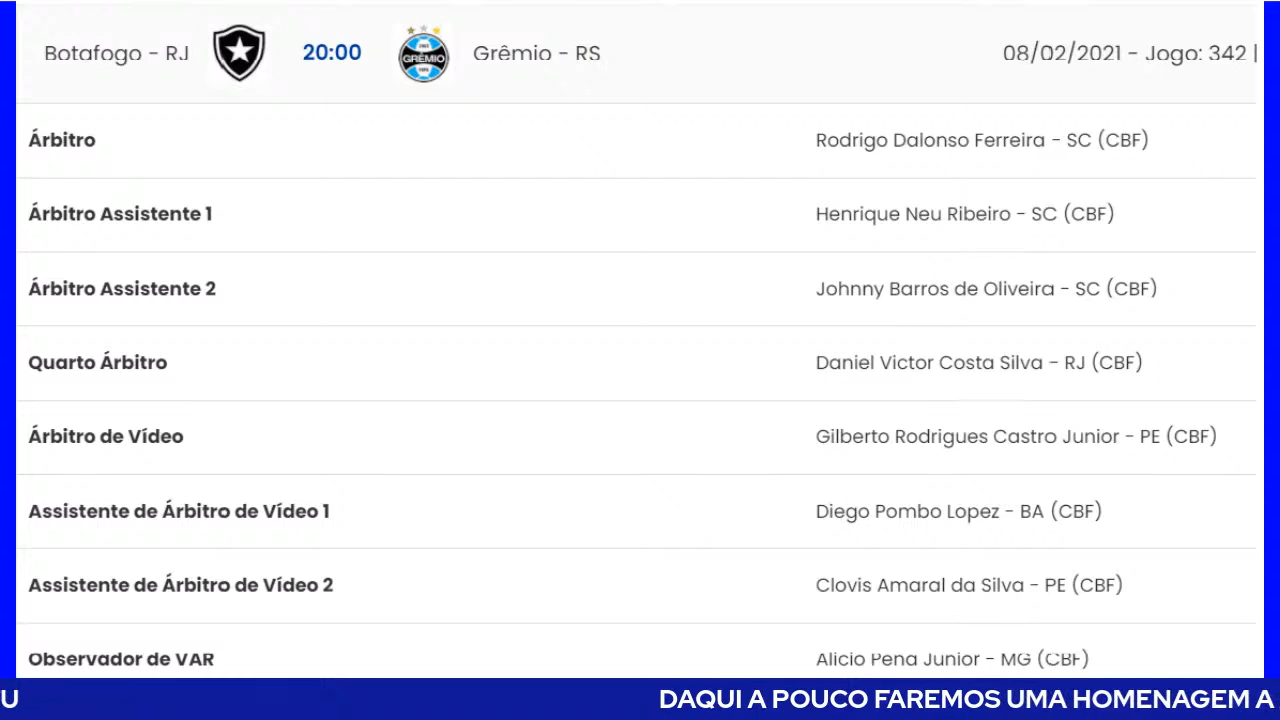 Botafogo - RJ 20:00 GRÊMIO Grêmio - RS 08/02/2021 - Jogo: 342 |
Árbitro Rodrigo Dalonso Ferreira - SC (CBF)
Árbitro Assistente 1 Henrique Neu Ribeiro - SC (CBF)
Árbitro Assistente 2 Johnny Barros de Oliveira - SC (CBF)
Quarto Árbitro Daniel Victor Costa Silva - RJ (CBF)
Árbitro de Vídeo Gilberto Rodrigues Castro Junior - PE (CBF)
Assistente de Árbitro de Vídeo 1 Diego Pombo Lopez - BA (CBF)
Assistente de Árbitro de Vídeo 2 Clovis Amaral da Silva - PE (CBF)
Observador de VAR Alicio Pena Junior - MG (CBF)
U DAQUI A POUCO FAREMOS UMA HOMENAGEM A